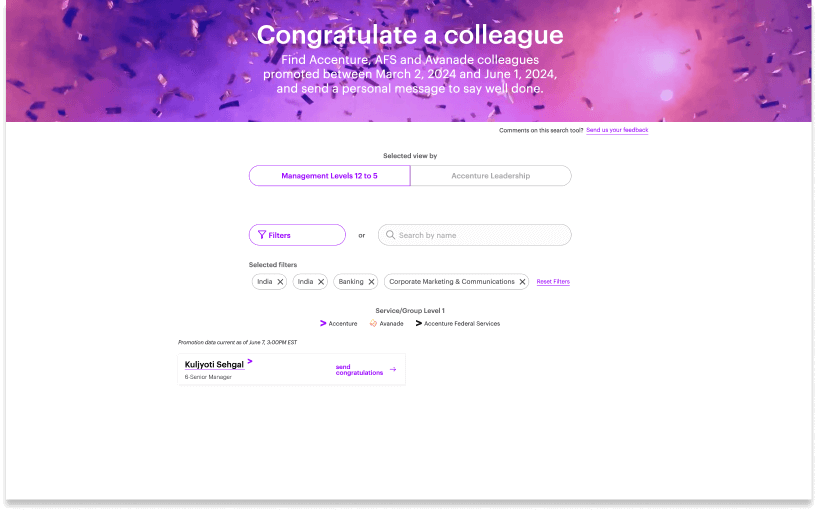 Congratulate a colleague
Find Accenture, AFS and Avanade colleagues
promoted between March 2, 2024 and June 1, 2024,
and send a personal message to say well done.
Comments on this search tool? Send us your feedback
Selected view by
Management Levels 12 to 5
Accenture Leadership
Filters
or
Search by name
Selected filters
India
India
Banking
Corporate Marketing & Communications
Reset Filters
Service/Group Level 1
Accenture
Avanade
Accenture Federal Services
Promotion data current as of June 7, 3:00PM EST
Kuljyoti Sehgal
6-Senior Manager
send
congratulations